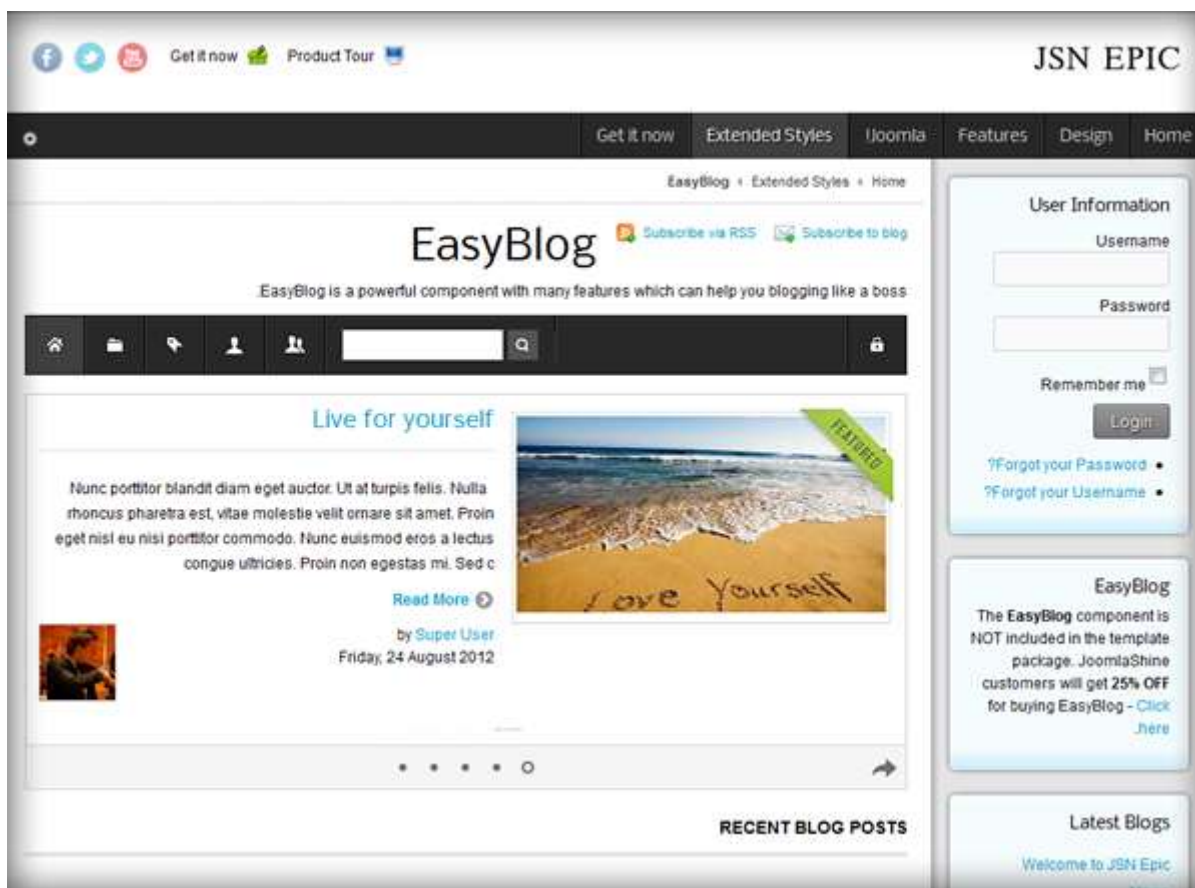 Get it now
Product Tour
JSN EPIC
Get it now
Extended Styles
!Joomla
Features
Design
Home
EasyBlog
Extended Styles
Home
EasyBlog
Subscribe via RSS
Subscribe to blog
.EasyBlog is a powerful component with many features which can help you blogging like a boss
Live for yourself
FEATURED
Nunc porttitor blandit diam eget auctor. Ut at turpis felis. Nulla
rhoncus pharetra est, vitae molestie velit ornare sit amet. Proin
eget nisl eu nisi porttitor commodo. Nunc euismod eros a lectus
congue ultricies. Proin non egestas mi. Sed c
Love Yourself
Read More
by Super User
Friday, 24 August 2012
RECENT BLOG POSTS
User Information
Username
Password
Remember me
Login
?Forgot your Password
?Forgot your Username
EasyBlog
The EasyBlog component is
NOT included in the template
package. JoomlaShine
customers will get 25% OFF
for buying EasyBlog - Click
.here
Latest Blogs
Welcome to JSN Epic